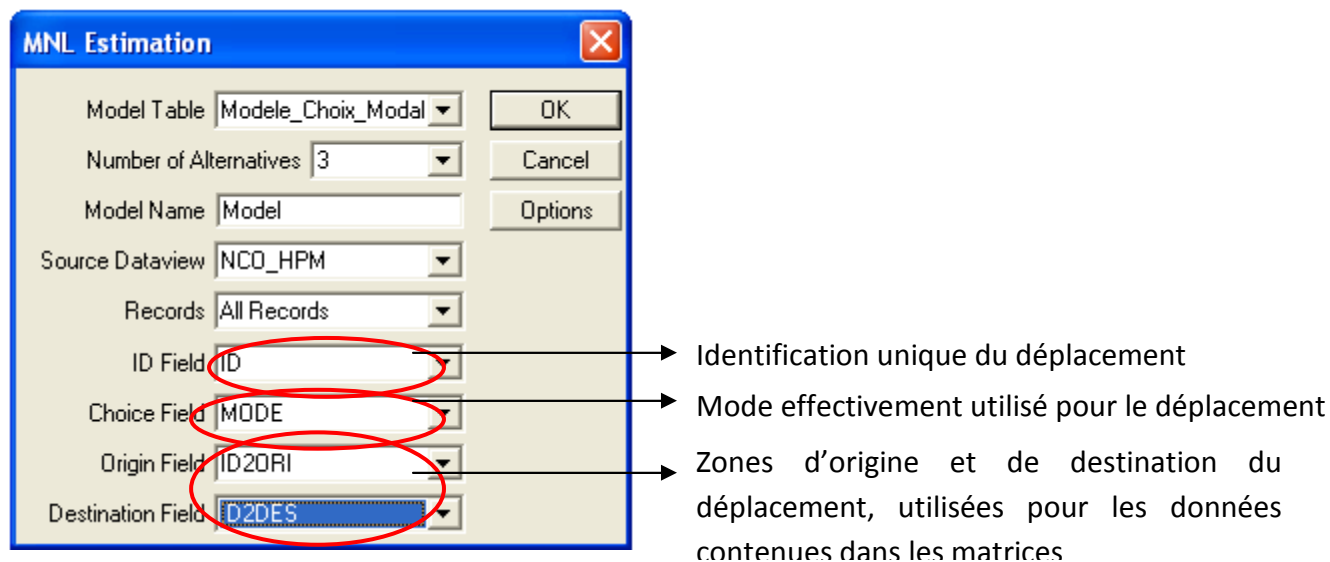 MNL Estimation
Model Table Modele_Choix_Modal OK
Number of Alternatives 3 Cancel
Model Name Model Options
Source Dataview NCO_HPM
Records All Records
ID Field ID
Identification unique du déplacement
Choice Field MODE
Mode effectivement utilisé pour le déplacement
Origin Field ID2ORI
Destination Field D2DES
Zones d’origine et de destination du
déplacement, utilisées pour les données
contenues dans les matrices